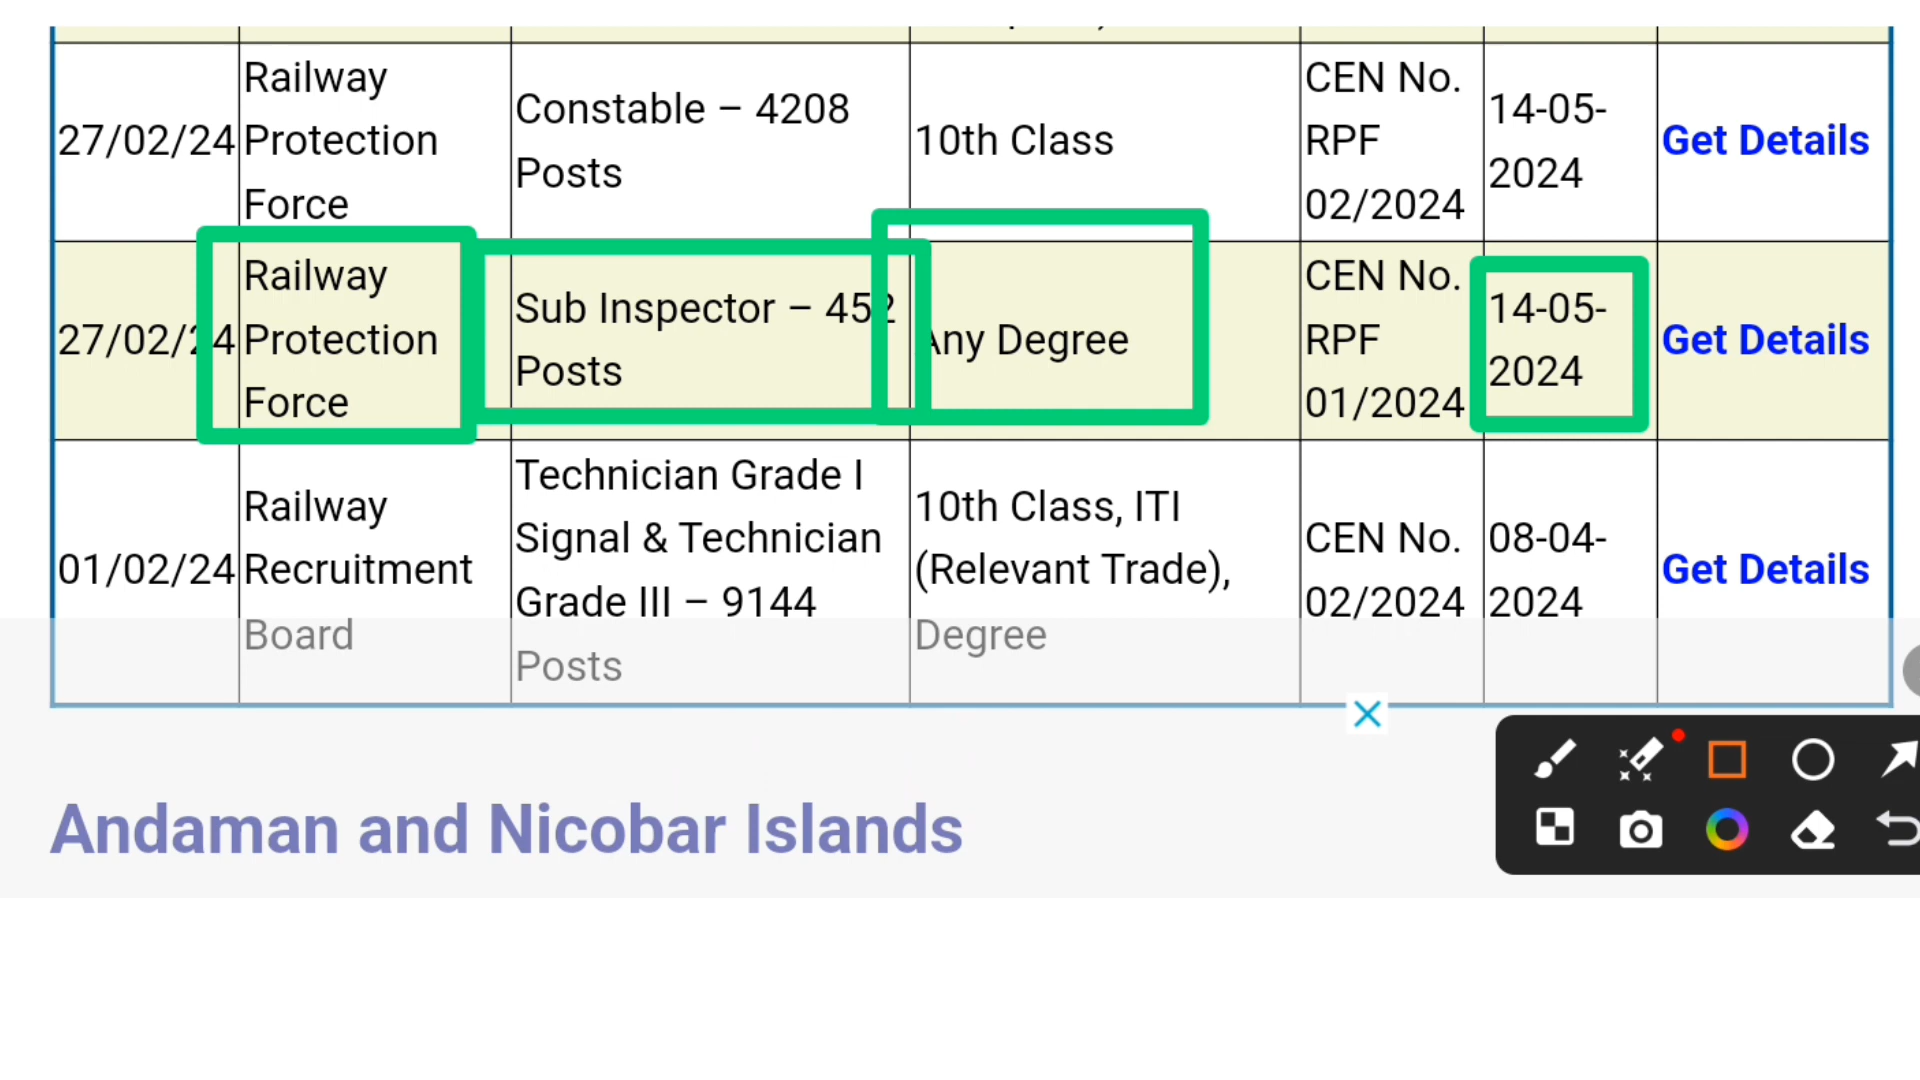 27/02/24
Railway
Protection
Force
Constable – 4208
Posts
10th Class
CEN No.
RPF
02/2024
14-05-
2024
Get Details
27/02/24
Railway
Protection
Force
Sub Inspector – 452
Posts
Any Degree
CEN No.
RPF
01/2024
14-05-
2024
Get Details
01/02/24
Railway
Recruitment
Board
Technician Grade I
Signal & Technician
Grade III – 9144
Posts
10th Class, ITI
(Relevant Trade),
Degree
CEN No.
02/2024
08-04-
2024
Get Details
Andaman and Nicobar Islands